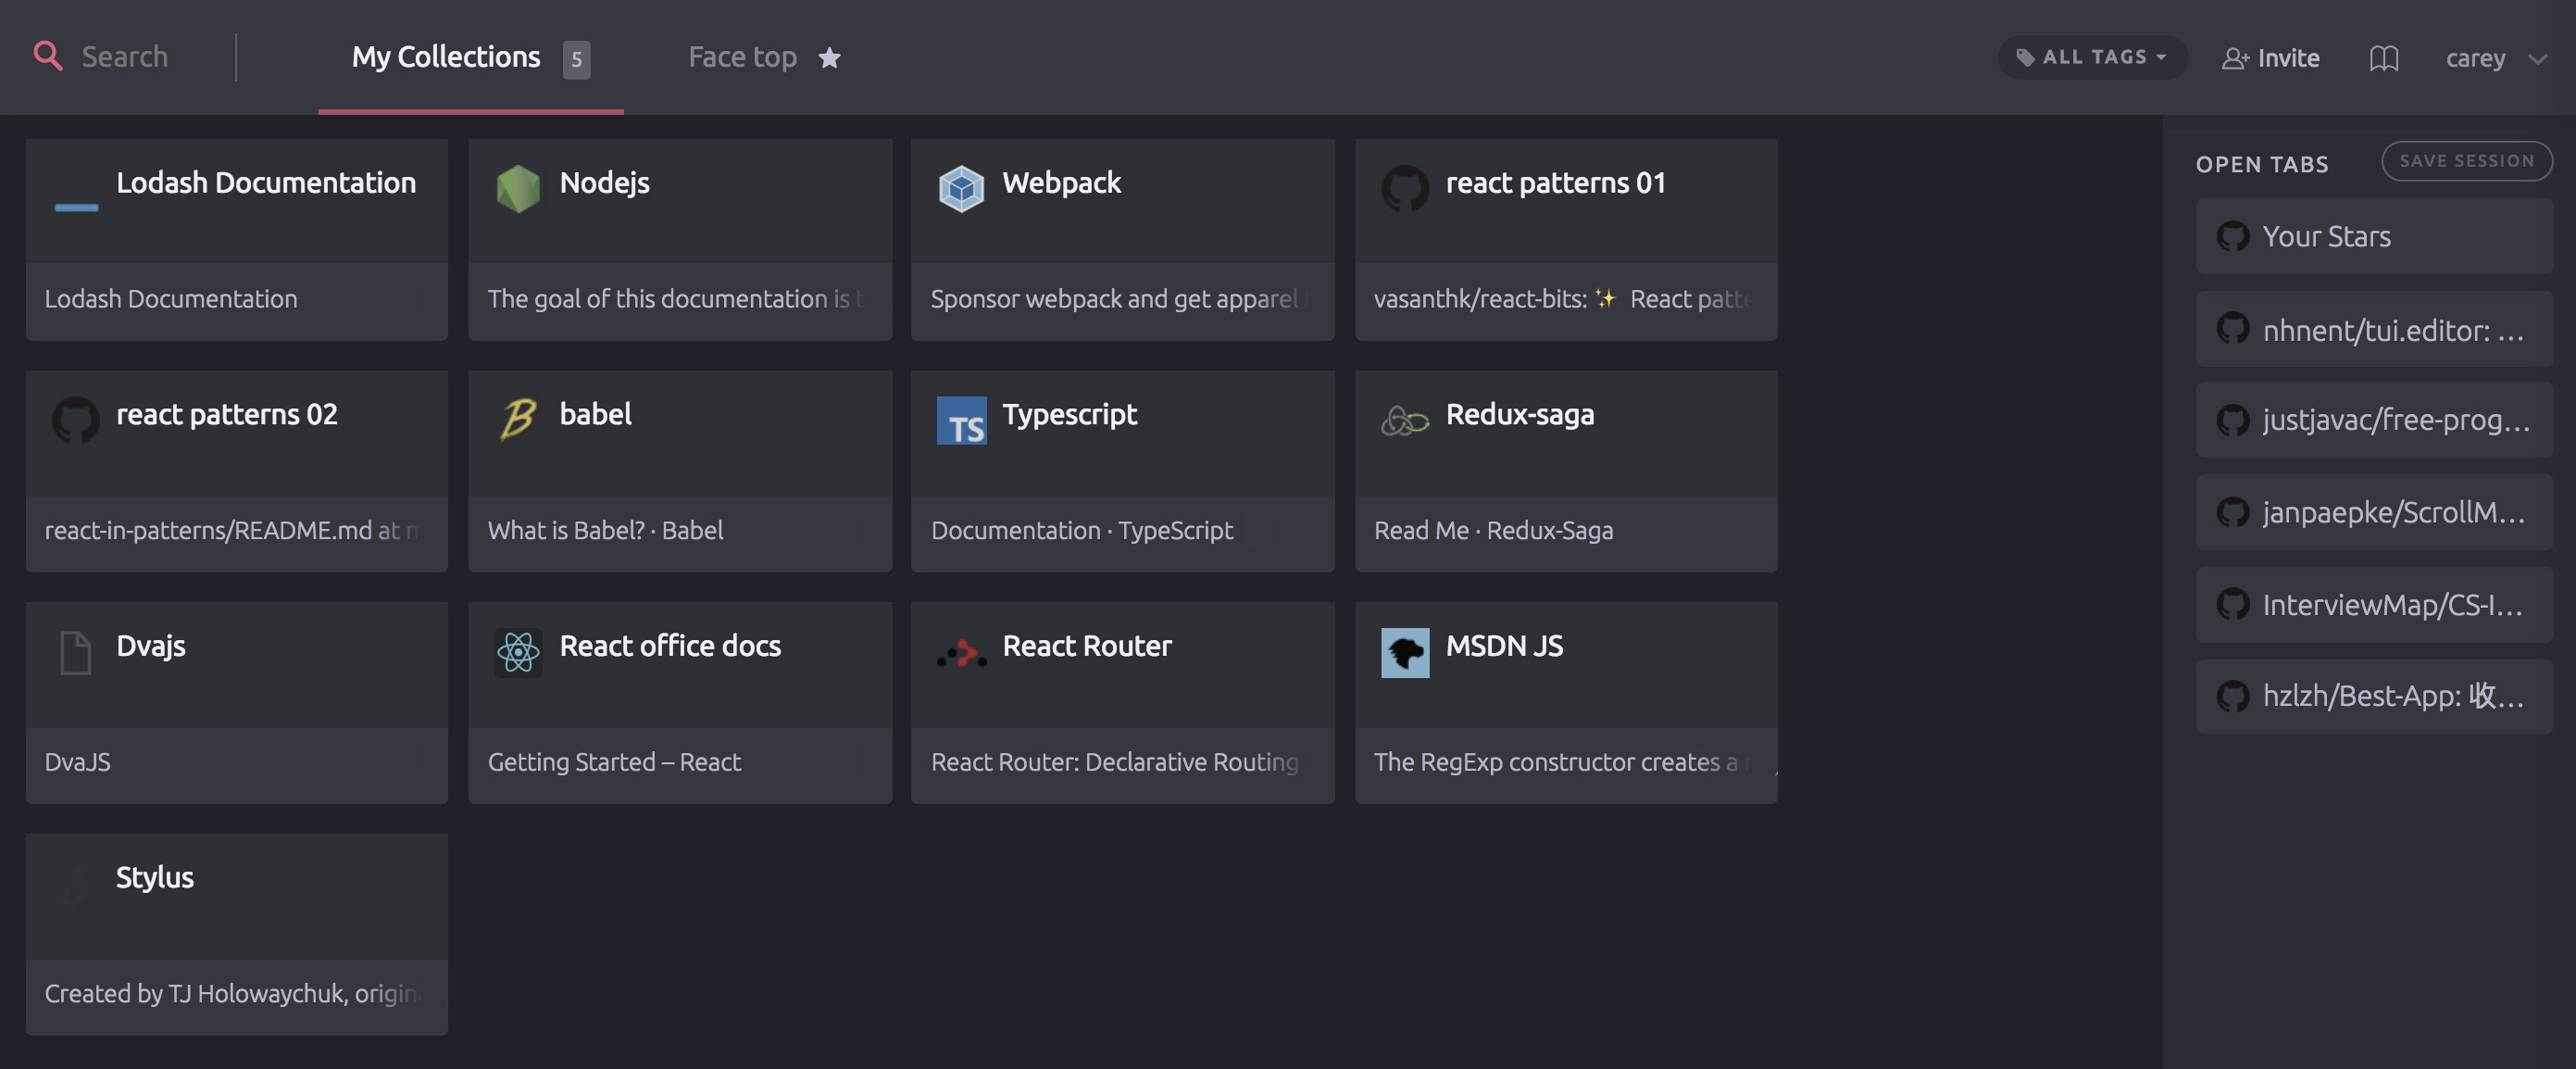 Search
My Collections 5
Face top
ALL TAGS
Invite
carey
Lodash Documentation
Lodash Documentation
Nodejs
The goal of this documentation is
Webpack
Sponsor webpack and get apparel
react patterns 01
vasanthk/react-bits: ✨ React patte
react patterns 02
react-in-patterns/README.md at
babel
What is Babel? · Babel
TS
Typescript
Documentation · TypeScript
Redux-saga
Read Me · Redux-Saga
Dvajs
DvaJS
React office docs
Getting Started – React
React Router
React Router: Declarative Routing
MSDN JS
The RegExp constructor creates a
Stylus
Created by TJ Holowaychuk, origin
OPEN TABS
SAVE SESSION
Your Stars
nhnent/tui.editor: ...
justjavac/free-prog...
janpaepke/ScrollM...
InterviewMap/CS-I...
hzlzh/Best-App: 收...